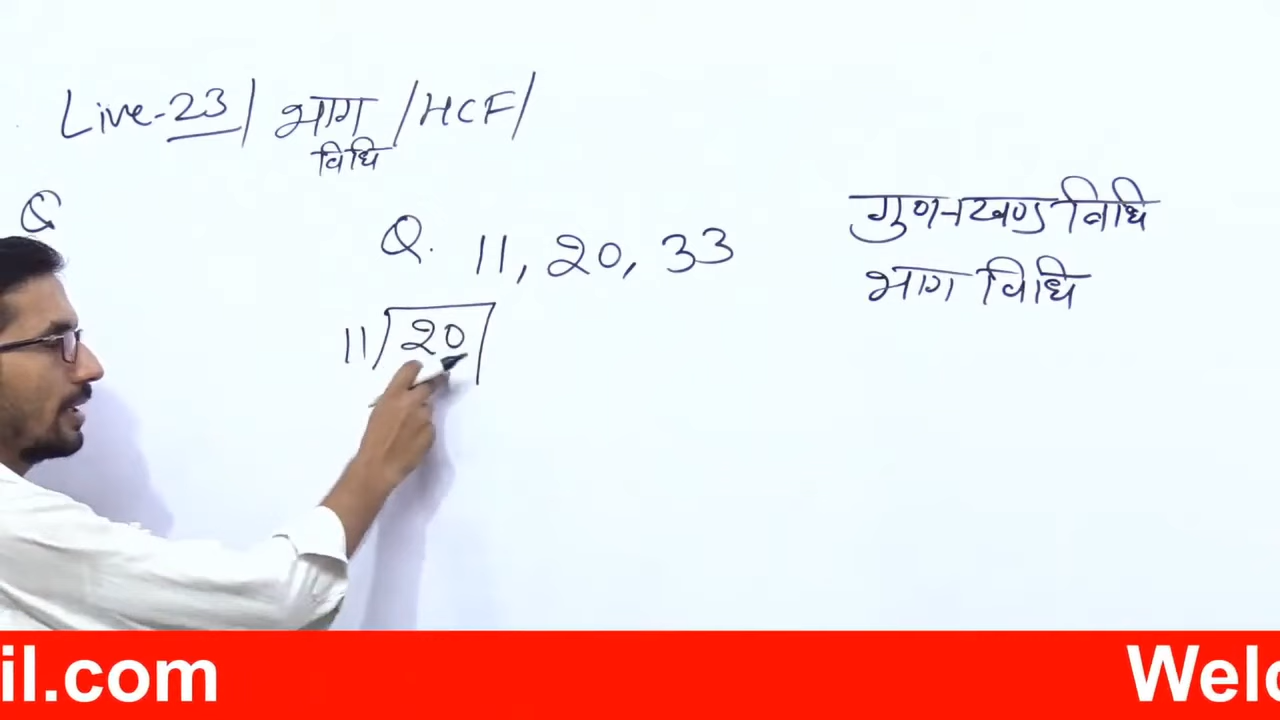 Live-23 / भाग / HCF /
विधि
Q
Q. 11, 20, 33
11) 20
गुणनखण्ड विधि
भाग विधि
il.com
Welc